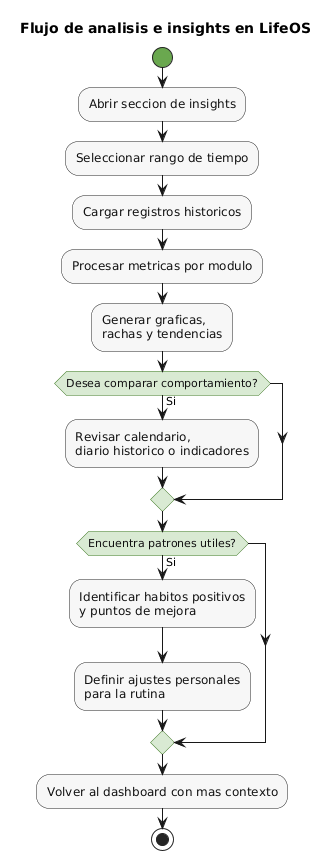 Flujo de analisis e insights en LifeOS
Abrir seccion de insights
Seleccionar rango de tiempo
Cargar registros historicos
Procesar metricas por modulo
Generar graficas,
rachas y tendencias
Desea comparar comportamiento?
Si
Revisar calendario,
diario historico o indicadores
Encuentra patrones utiles?
Si
Identificar habitos positivos
y puntos de mejora
Definir ajustes personales
para la rutina
Volver al dashboard con mas contexto